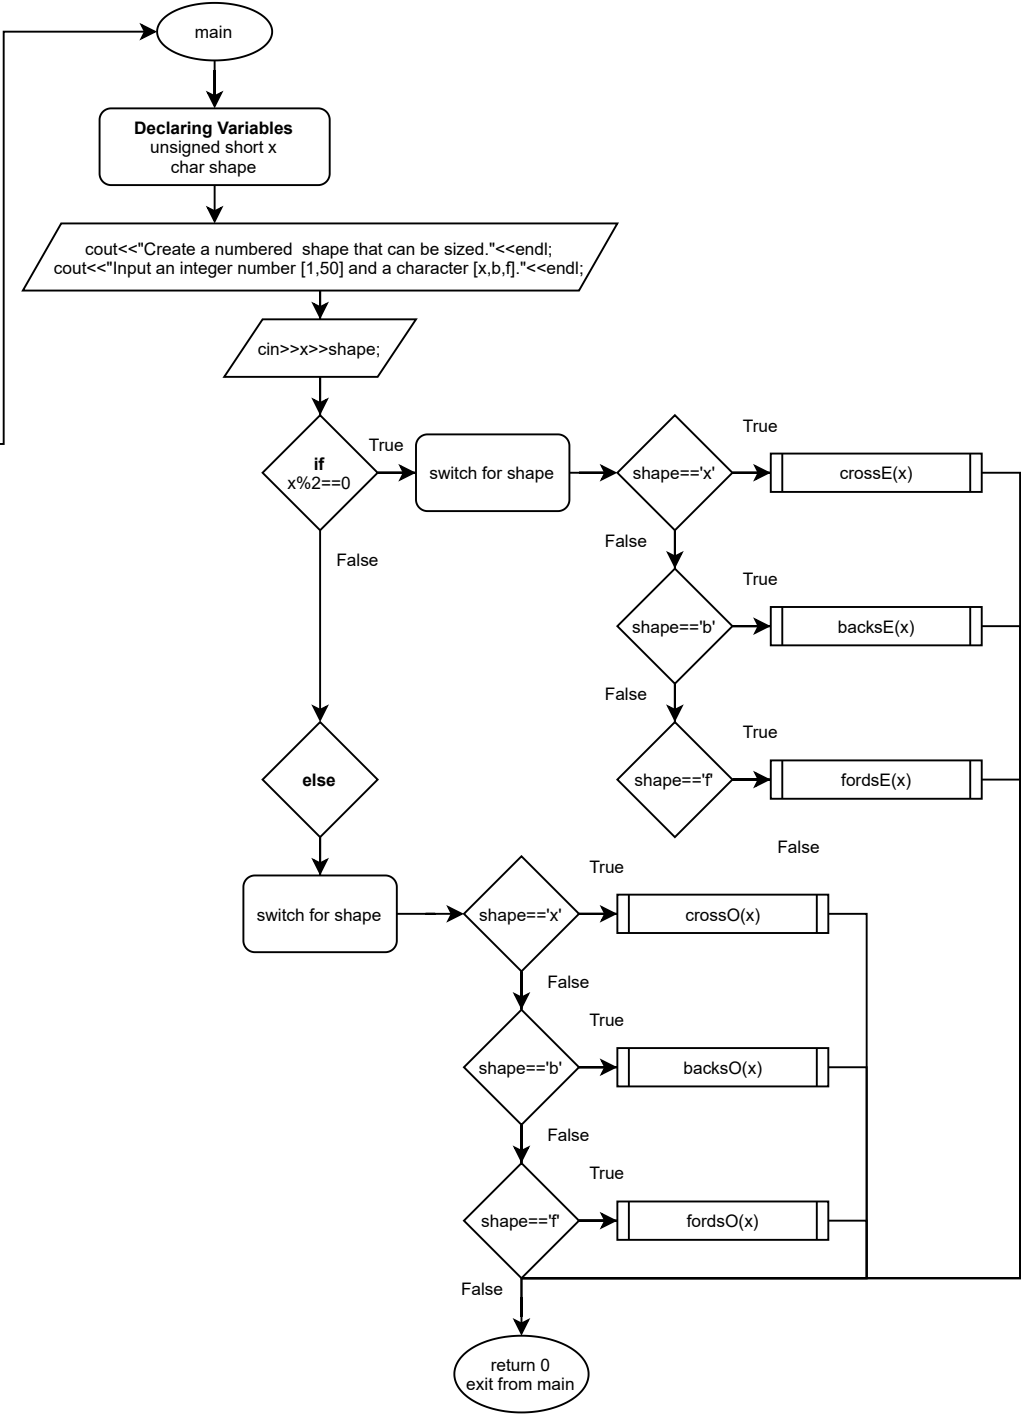 main
Declaring Variables
unsigned short x
char shape
cout<<"Create a numbered  shape that can be sized."<<endl;
cout<<"Input an integer number [1,50] and a character [x,b,f]."<<endl;
cin>>x>>shape;
if
x%2==0
True
switch for shape
shape=='x'
True
crossE(x)
False
False
shape=='b'
True
backsE(x)
False
shape=='f'
True
fordsE(x)
False
else
switch for shape
shape=='x'
True
crossO(x)
False
shape=='b'
True
backsO(x)
False
shape=='f'
True
fordsO(x)
False
return 0
exit from main